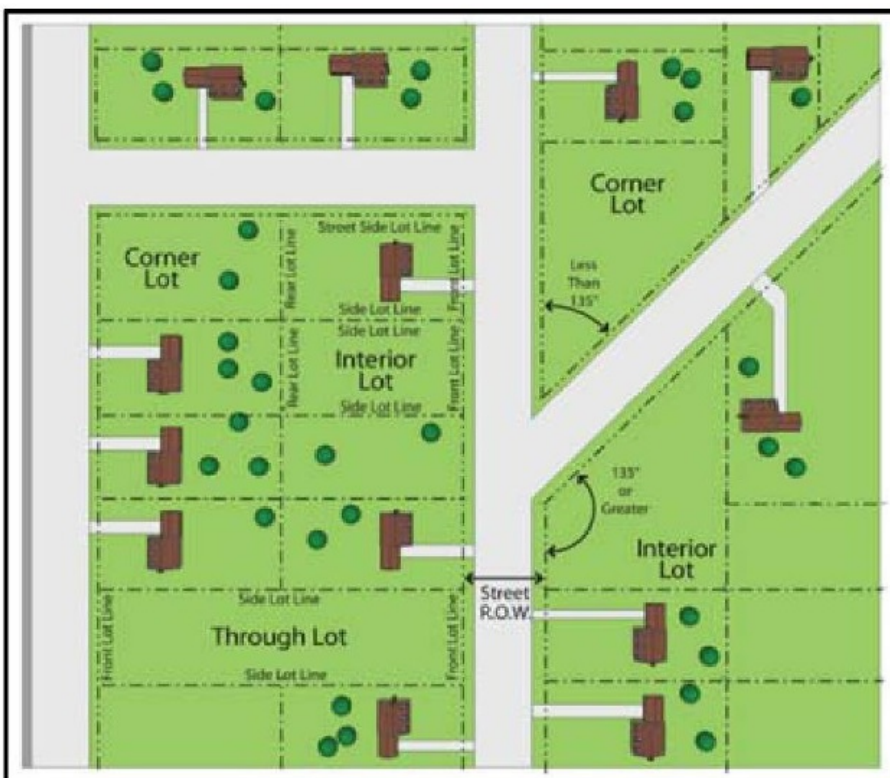 Corner
Lot
Street Side Lot Line
Rear Lot Line
Front Lot Line
Side Lot Line
Side Lot Line
Rear Lot Line
Interior
Lot
Front Lot Line
Side Lot Line
Side Lot Line
Front Lot Line
Through Lot
Front Lot Line
Side Lot Line
Corner
Lot
Less
Than
135°
135°
or
Greater
Interior
Lot
Street
R.O.W.